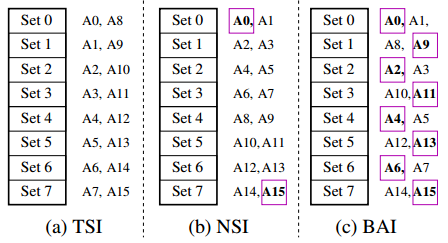 Set 0 A0, A8
Set 1 A1, A9
Set 2 A2, A10
Set 3 A3, A11
Set 4 A4, A12
Set 5 A5, A13
Set 6 A6, A14
Set 7 A7, A15
(a) TSI
Set 0 A0, A1
Set 1 A2, A3
Set 2 A4, A5
Set 3 A6, A7
Set 4 A8, A9
Set 5 A10, A11
Set 6 A12, A13
Set 7 A14, A15
(b) NSI
Set 0 A0, A1,
Set 1 A8, A9
Set 2 A2, A3
Set 3 A10, A11
Set 4 A4, A5
Set 5 A12, A13
Set 6 A6, A7
Set 7 A14, A15
(c) BAI